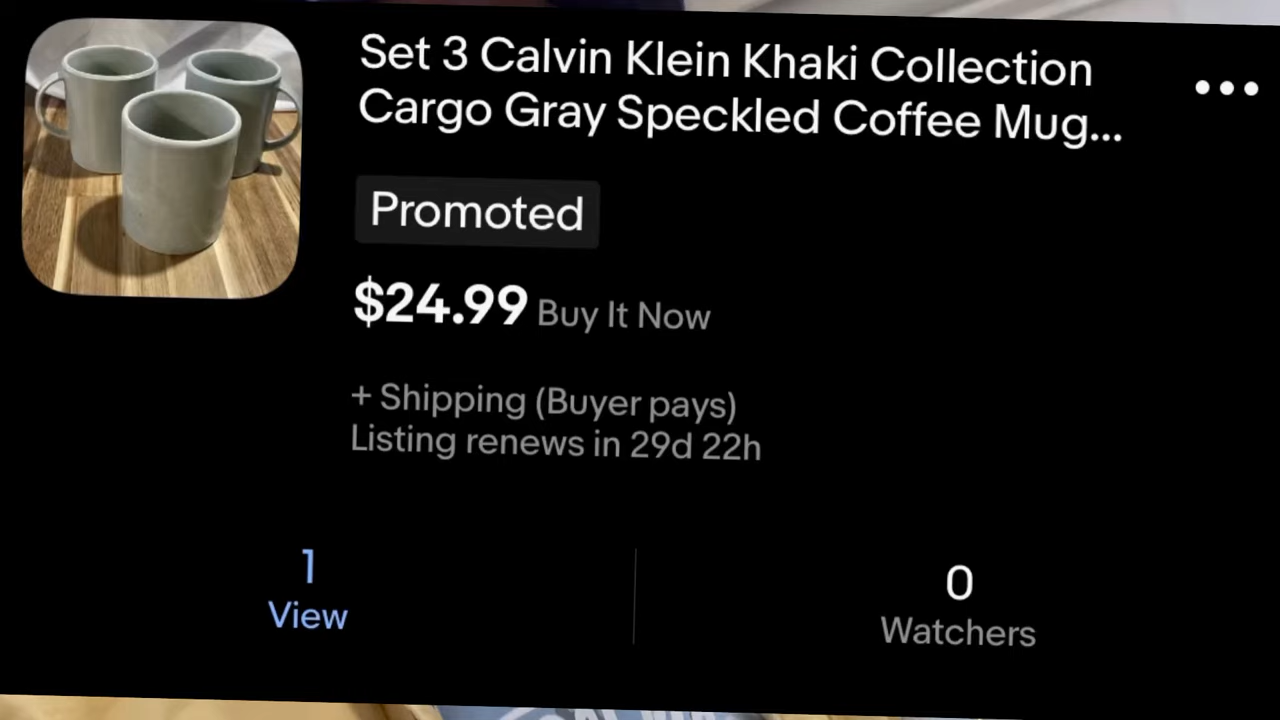 Set 3 Calvin Klein Khaki Collection
Cargo Gray Speckled Coffee Mug...
Promoted
$24.99 Buy It Now
+ Shipping (Buyer pays)
Listing renews in 29d 22h
1
View
0
Watchers